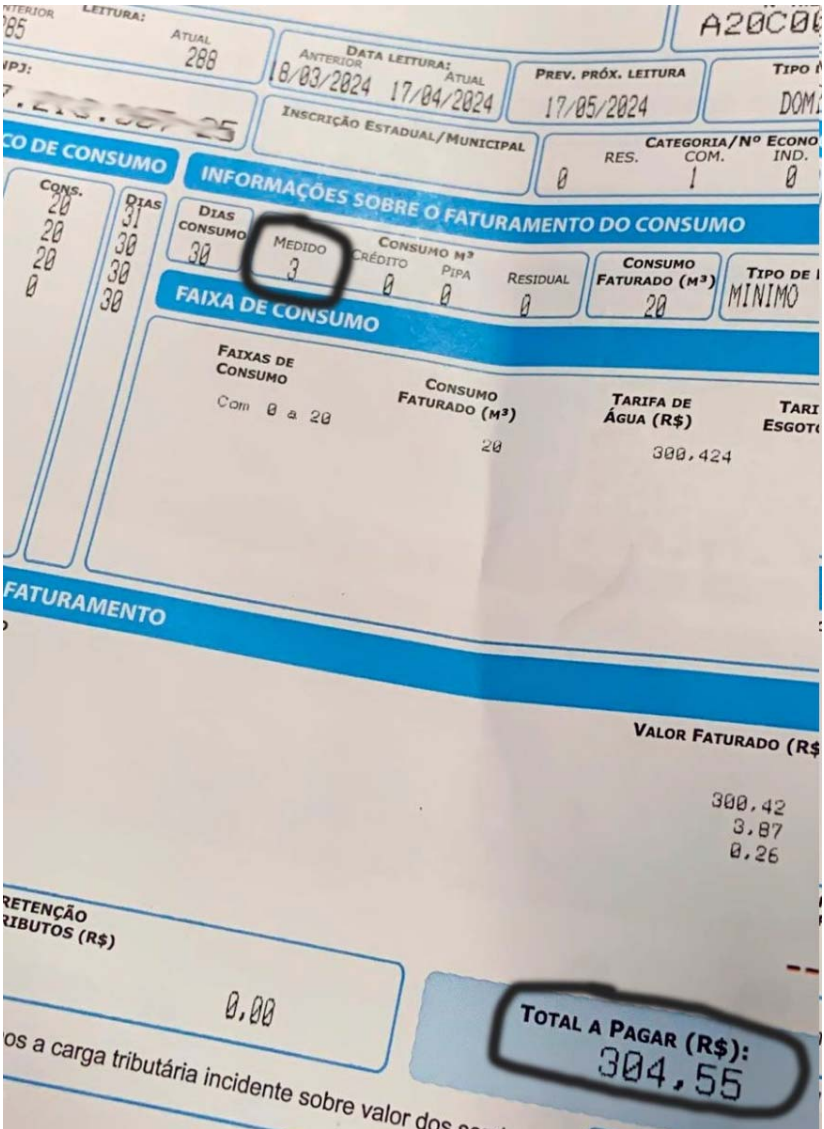 LEITURA:
ATUAL
288
A20C00
DATA LEITURA:
ANTERIOR ATUAL
18/03/2024 17/04/2024
PREV. PRÓX. LEITURA
17/05/2024
TIPO
INSCRIÇÃO ESTADUAL/MUNICIPAL
CATEGORIA/Nº ECONO
RES. COM. IND.
0 1 0
CO DE CONSUMO
CONS. DIAS
20 31
20 30
20 30
0 30
INFORMAÇÕES SOBRE O FATURAMENTO DO CONSUMO
DIAS CONSUMO
30
CONSUMO M³
MEDIDO CRÉDITO PIPA RESIDUAL
3 0 0 0
CONSUMO
FATURADO (M³)
20
TIPO DE
MINIMO
FAIXA DE CONSUMO
FAIXAS DE
CONSUMO
CONSUMO
FATURADO (M³)
TARIFA DE
ÁGUA (R$)
TARI
ESGOT
Com 0 a 20 20 300,424
FATURAMENTO
VALOR FATURADO (R$
300,42
3,87
0,26
RETENÇÃO
RIBUTOS (R$)
0,00
TOTAL A PAGAR (R$):
304,55
os a carga tributária incidente sobre valor dos